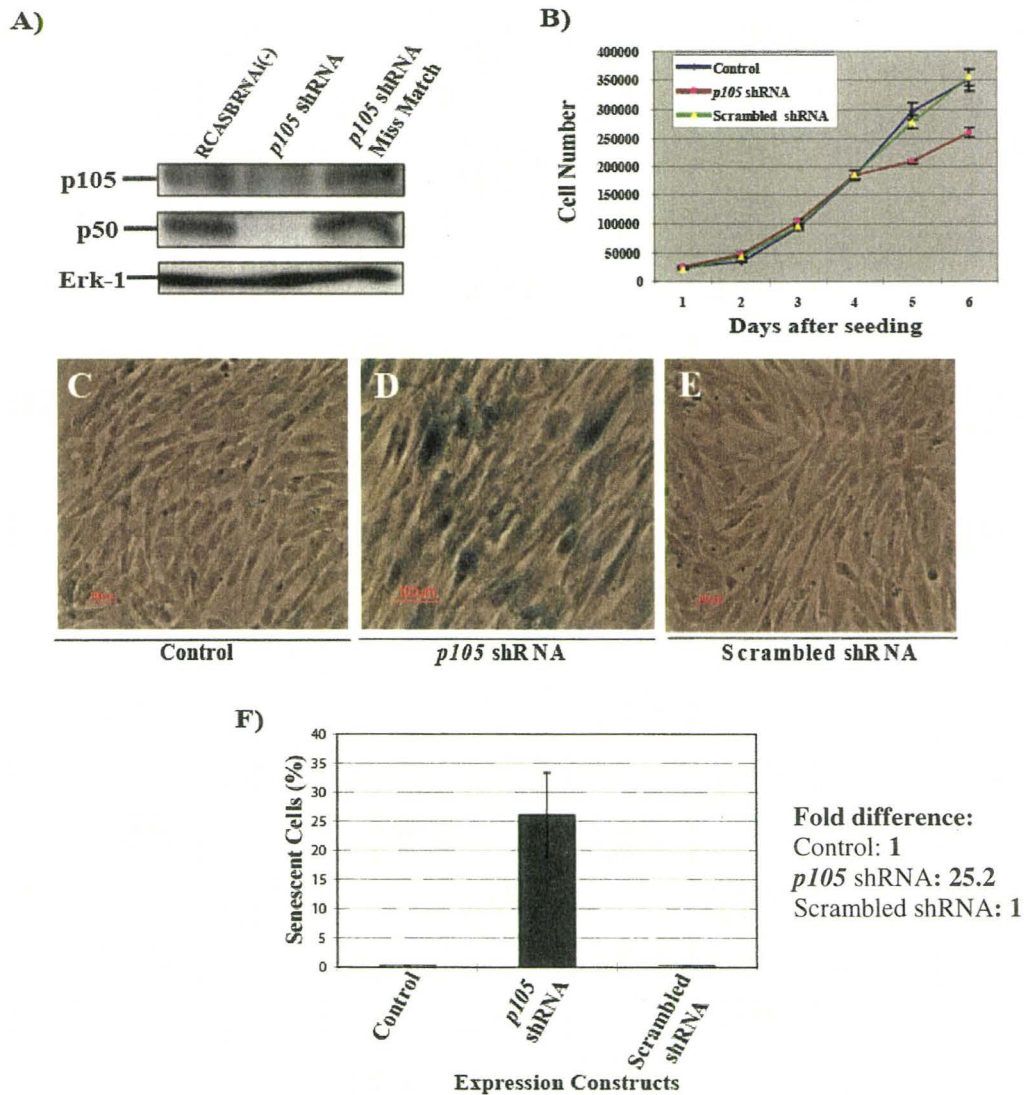 A)
RCASBRNAi(-)
p105 shRNA
p105 shRNA
Miss Match
p105
p50
Erk-1
B)
400000
350000
300000
250000
200000
150000
100000
50000
0
Cell Number
Control
p105 shRNA
Scrambled shRNA
1 2 3 4 5 6
Days after seeding
C
D
E
Control
p105 shRNA
Scrambled shRNA
F)
40
35
30
25
20
15
10
5
0
Senescent Cells (%)
Control
p105
shRNA
Scrambled
shRNA
Expression Constructs
Fold difference:
Control: 1
p105 shRNA: 25.2
Scrambled shRNA: 1